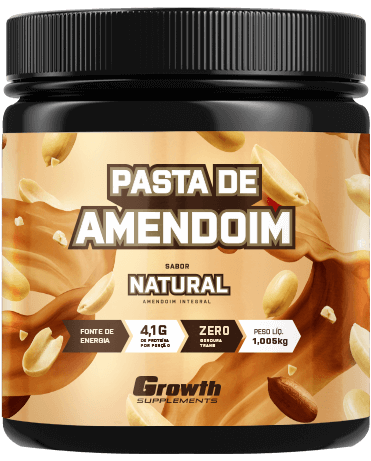 PASTA DE
AMENDOIM
SABOR
NATURAL
AMENDOIM INTEGRAL
FONTE DE
ENERGIA
4,1G
DE PROTEÍNA
POR PORÇÃO
ZERO
GORDURA
TRANS
PESO LÍQ.
1,005kg
Growth
SUPPLEMENTS